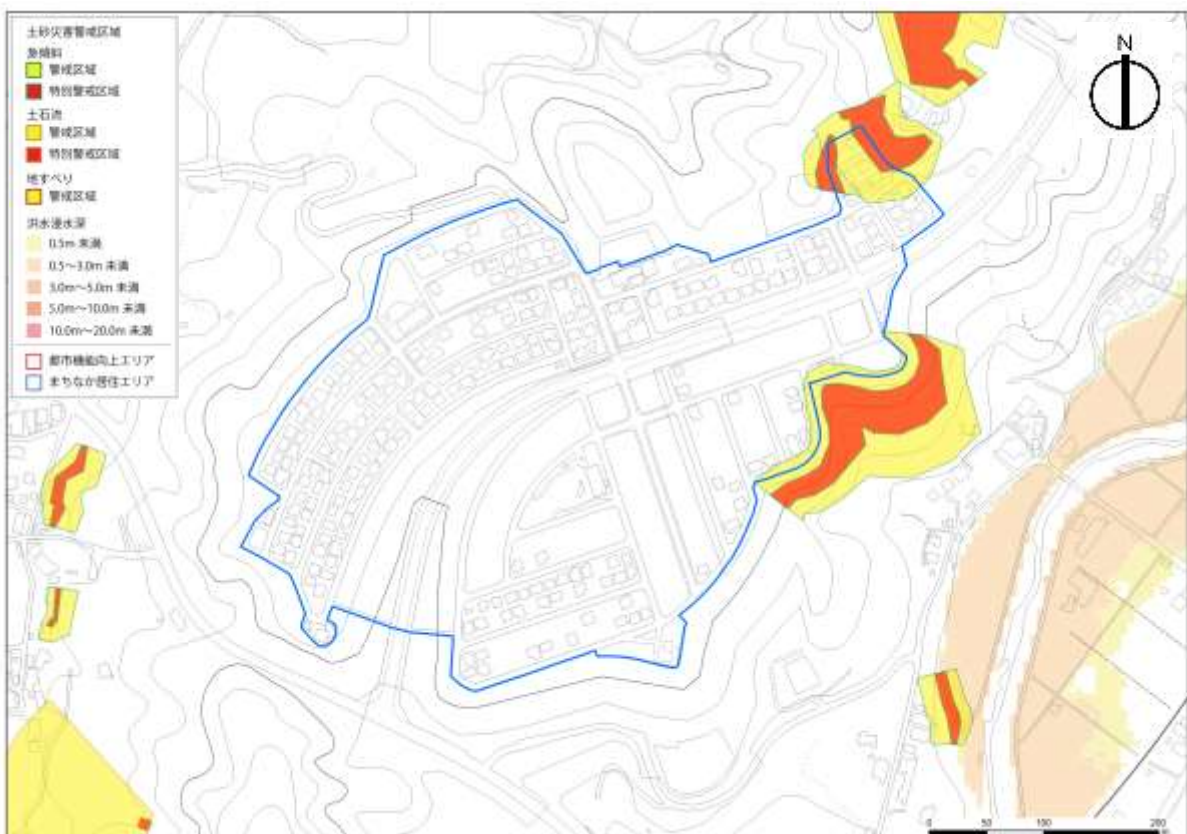 土砂災害警戒区域
急傾斜
警戒区域
特別警戒区域
土石流
警戒区域
特別警戒区域
地すべり
警戒区域
洪水浸水深
0.5m 未満
0.5～3.0m 未満
3.0m～5.0m 未満
5.0m～10.0m 未満
10.0m～20.0m 未満
都市機能向上エリア
まちなか居住エリア
N
0 50 100 200